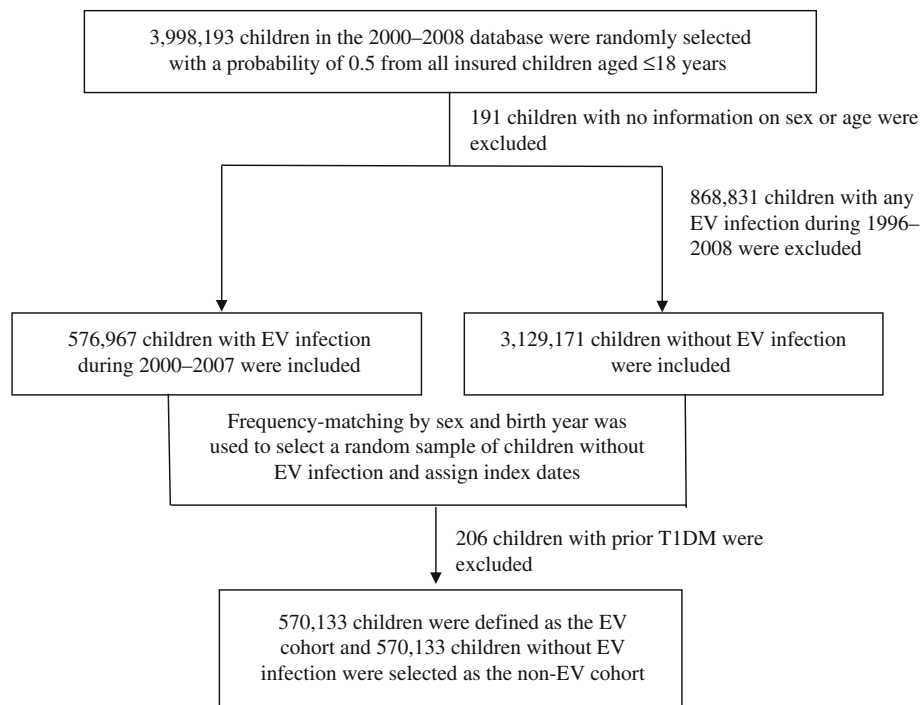 3,998,193 children in the 2000–2008 database were randomly selected
with a probability of 0.5 from all insured children aged ≤18 years
191 children with no information on sex or age were
excluded
868,831 children with any
EV infection during 1996–
2008 were excluded
576,967 children with EV infection
during 2000–2007 were included
3,129,171 children without EV infection
were included
Frequency-matching by sex and birth year was
used to select a random sample of children without
EV infection and assign index dates
206 children with prior T1DM were
excluded
570,133 children were defined as the EV
cohort and 570,133 children without EV
infection were selected as the non-EV cohort